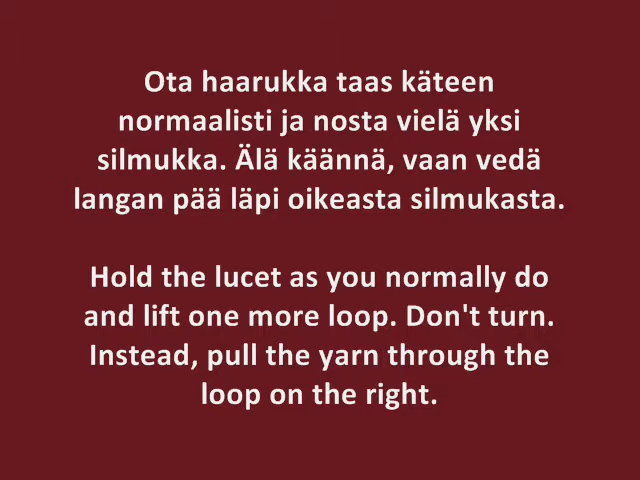 Ota haarukka taas käteen
normaalisti ja nosta vielä yksi
silmukka. Älä käännä, vaan vedä
langan pää läpi oikeasta silmukasta.
Hold the lucet as you normally do
and lift one more loop. Don't turn.
Instead, pull the yarn through the
loop on the right.